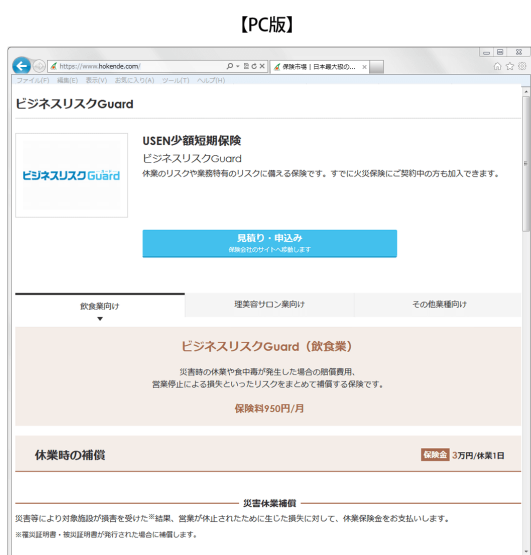 【PC版】
https://www.hokende.com/
保険市場 | 日本最大級の...
ファイル(F) 編集(E) 表示(V) お気に入り(A) ツール(T) ヘルプ(H)
ビジネスリスクGuard
ビジネスリスクGuard
USEN少額短期保険
ビジネスリスクGuard
休業のリスクや業務特有のリスクに備える保険です。すでに火災保険にご契約中の方も加入できます。
見積り・申込み
保険会社のサイトへ移動します
飲食業向け 理美容サロン業向け その他業種向け
ビジネスリスクGuard（飲食業）
災害時の休業や食中毒が発生した場合の賠償費用、
営業停止による損失といったリスクをまとめて補償する保険です。
保険料950円/月
休業時の補償
保険金 3万円/休業1日
災害休業補償
災害等により対象施設が損害を受けた※結果、営業が休止されたために生じた損失に対して、休業保険金をお支払いします。
※罹災証明書・被災証明書が発行された場合に補償します。